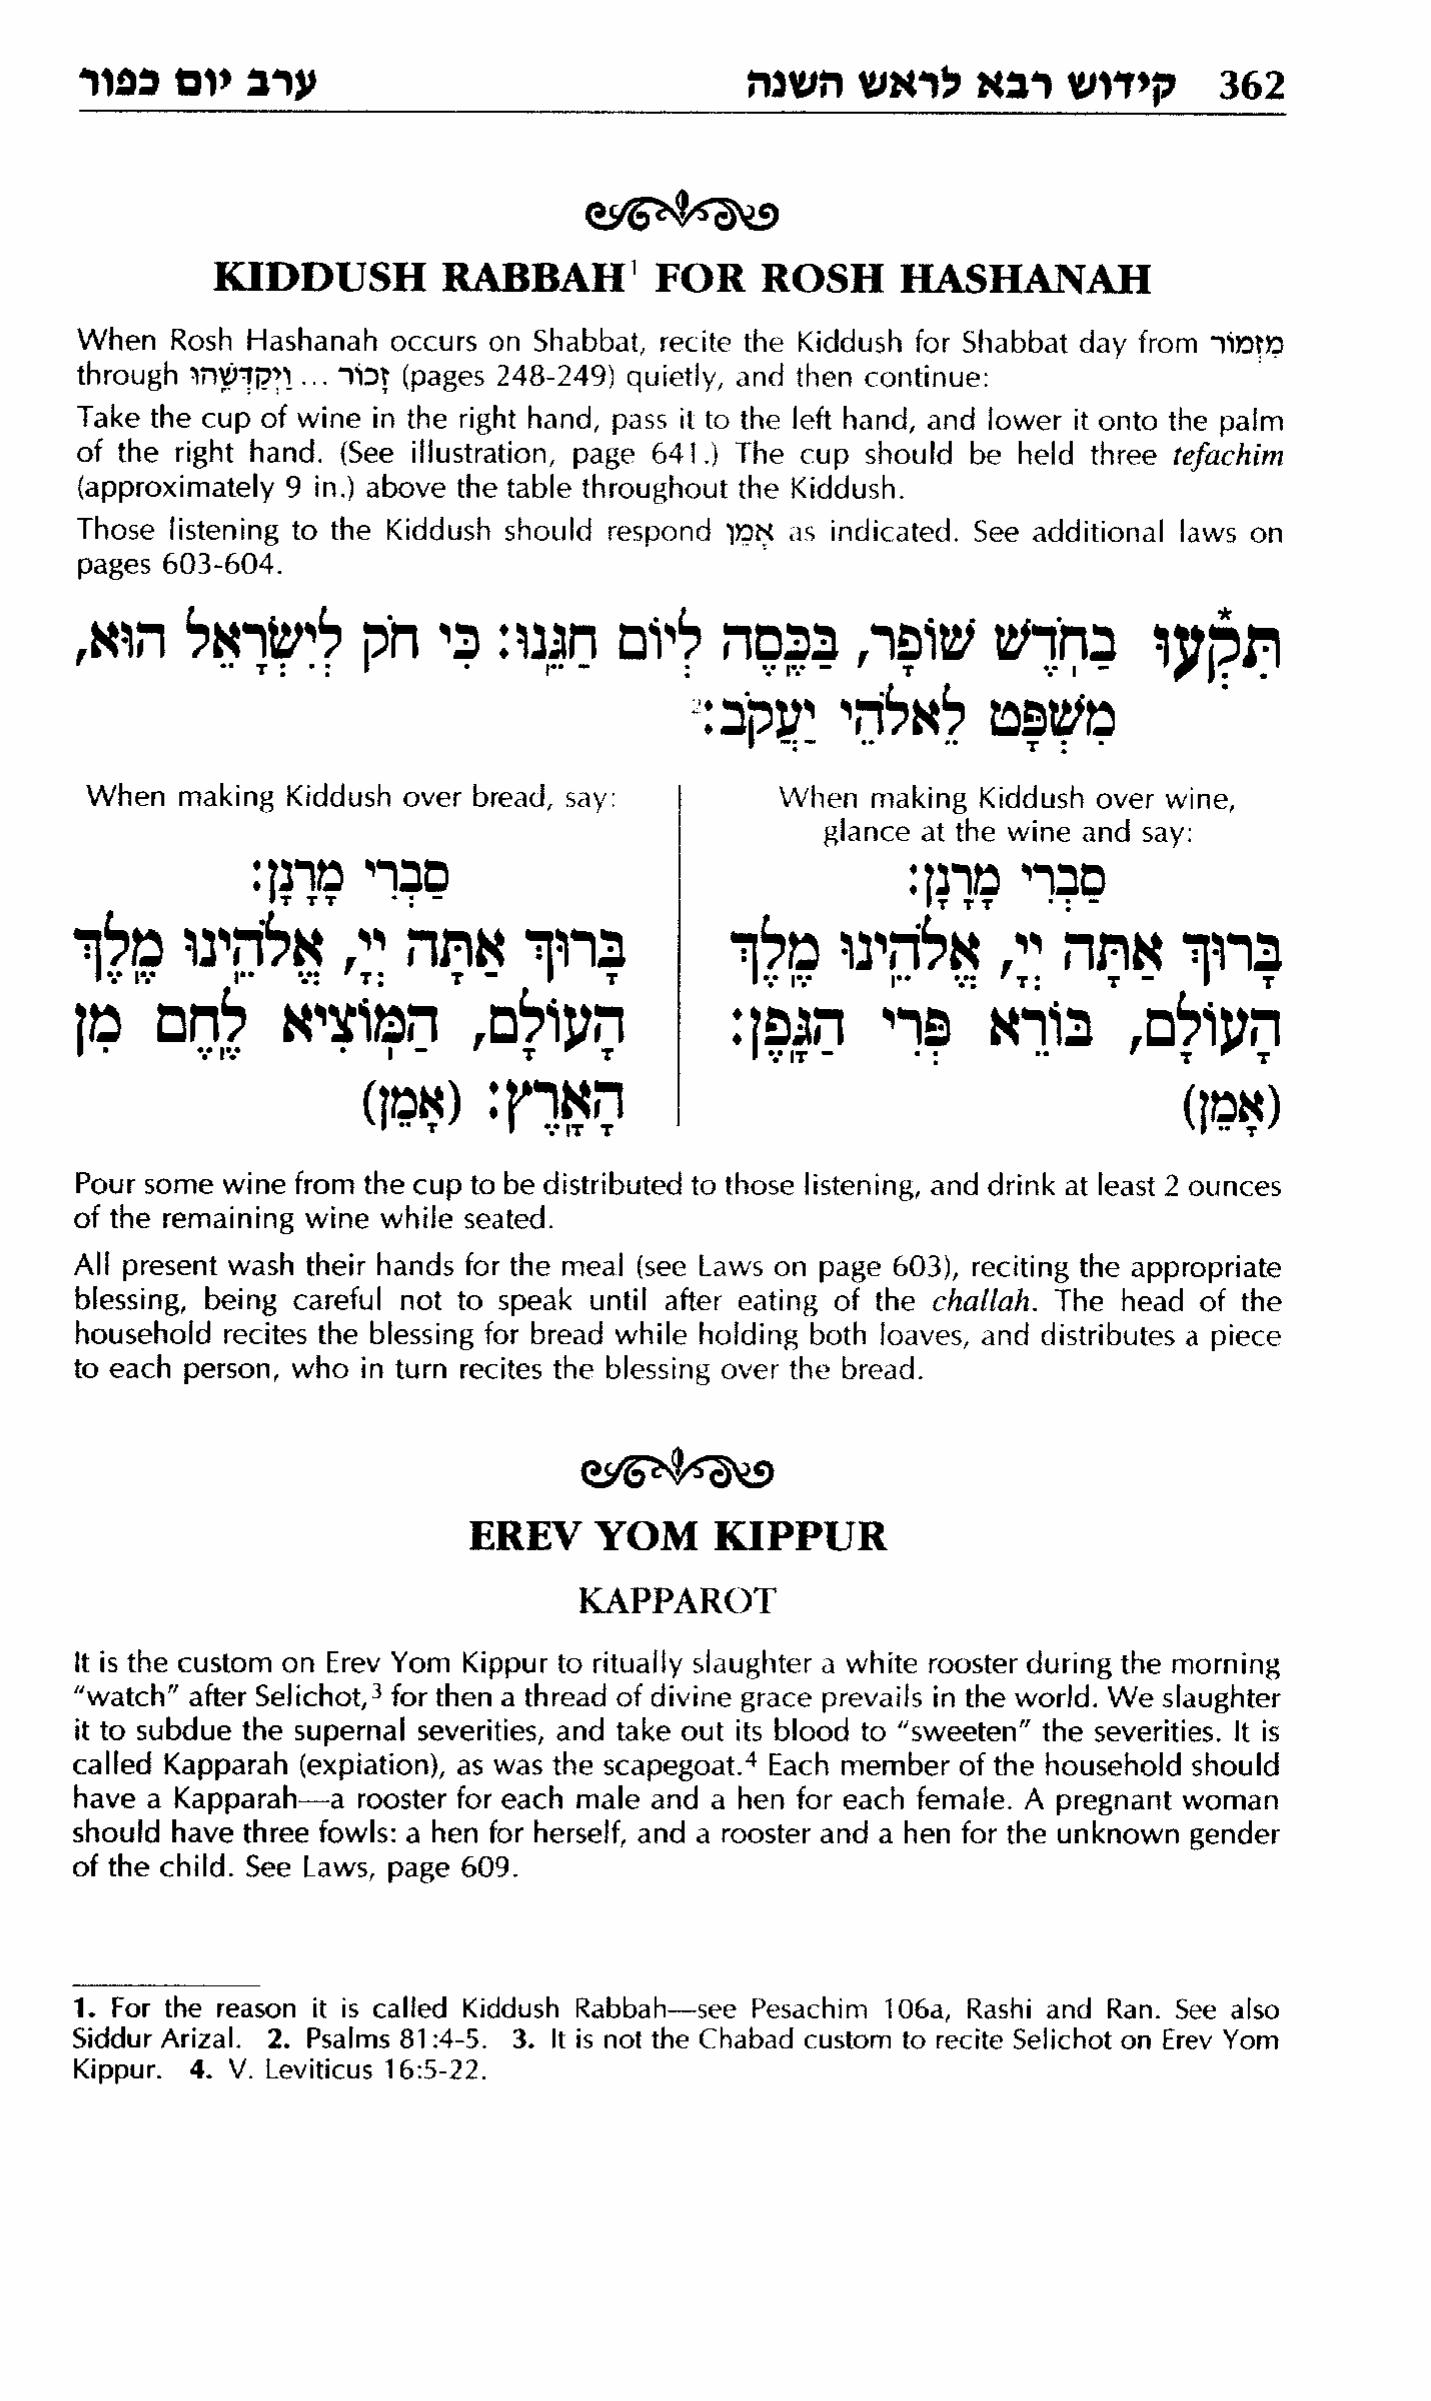 362 קידוש רבא לראש השנה ערב יום כפור
KIDDUSH RABBAH¹ FOR ROSH HASHANAH
When Rosh Hashanah occurs on Shabbat, recite the Kiddush for Shabbat day from מִזְמוֹר
through זָכוֹר ... וַיְקַדְּשֵׁהוּ (pages 248-249) quietly, and then continue:
Take the cup of wine in the right hand, pass it to the left hand, and lower it onto the palm
of the right hand. (See illustration, page 641.) The cup should be held three tefachim
(approximately 9 in.) above the table throughout the Kiddush.
Those listening to the Kiddush should respond אָמֵן as indicated. See additional laws on
pages 603-604.
תִּקְעוּ* בַחֹדֶשׁ שׁוֹפָר, בַּכֶּסֶה לְיוֹם חַגֵּנוּ: כִּי חֹק לְיִשְׂרָאֵל הוּא,
מִשְׁפָּט לֵאלֹהֵי יַעֲקֹב:²
When making Kiddush over wine,
glance at the wine and say:
סַבְרִי מָרָנָן:
בָּרוּךְ אַתָּה יְיָ, אֱלֹהֵינוּ מֶלֶךְ
הָעוֹלָם, בּוֹרֵא פְּרִי הַגָּפֶן:
(אָמֵן)
When making Kiddush over bread, say:
סַבְרִי מָרָנָן:
בָּרוּךְ אַתָּה יְיָ, אֱלֹהֵינוּ מֶלֶךְ
הָעוֹלָם, הַמּוֹצִיא לֶחֶם מִן
הָאָרֶץ: (אָמֵן)
Pour some wine from the cup to be distributed to those listening, and drink at least 2 ounces
of the remaining wine while seated.
All present wash their hands for the meal (see Laws on page 603), reciting the appropriate
blessing, being careful not to speak until after eating of the challah. The head of the
household recites the blessing for bread while holding both loaves, and distributes a piece
to each person, who in turn recites the blessing over the bread.
EREV YOM KIPPUR
KAPPAROT
It is the custom on Erev Yom Kippur to ritually slaughter a white rooster during the morning
"watch" after Selichot,³ for then a thread of divine grace prevails in the world. We slaughter
it to subdue the supernal severities, and take out its blood to "sweeten" the severities. It is
called Kapparah (expiation), as was the scapegoat.⁴ Each member of the household should
have a Kapparah—a rooster for each male and a hen for each female. A pregnant woman
should have three fowls: a hen for herself, and a rooster and a hen for the unknown gender
of the child. See Laws, page 609.
1. For the reason it is called Kiddush Rabbah—see Pesachim 106a, Rashi and Ran. See also
Siddur Arizal. 2. Psalms 81:4-5. 3. It is not the Chabad custom to recite Selichot on Erev Yom
Kippur. 4. V. Leviticus 16:5-22.